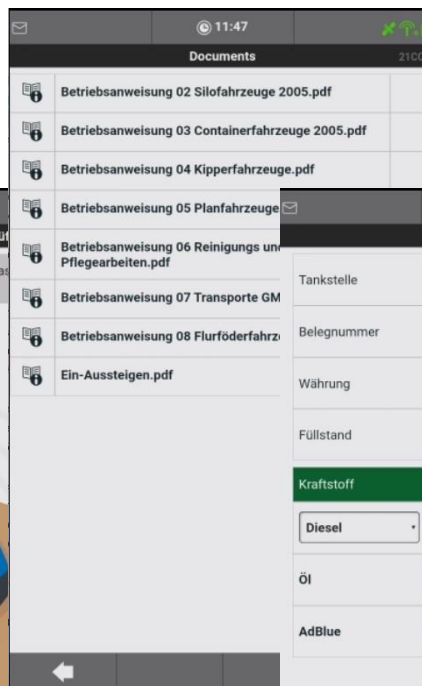 11:47
Documents
Betriebsanweisung 02 Silofahrzeuge 2005.pdf
Betriebsanweisung 03 Containerfahrzeuge 2005.pdf
Betriebsanweisung 04 Kipperfahrzeuge.pdf
Betriebsanweisung 05 Planfahrzeuge
Betriebsanweisung 06 Reinigungs und
Pflegearbeiten.pdf
Betriebsanweisung 07 Transporte GM
Betriebsanweisung 08 Flurföderfahrz
Ein-Aussteigen.pdf
Tankstelle
Belegnummer
Währung
Füllstand
Kraftstoff
Diesel
Öl
AdBlue